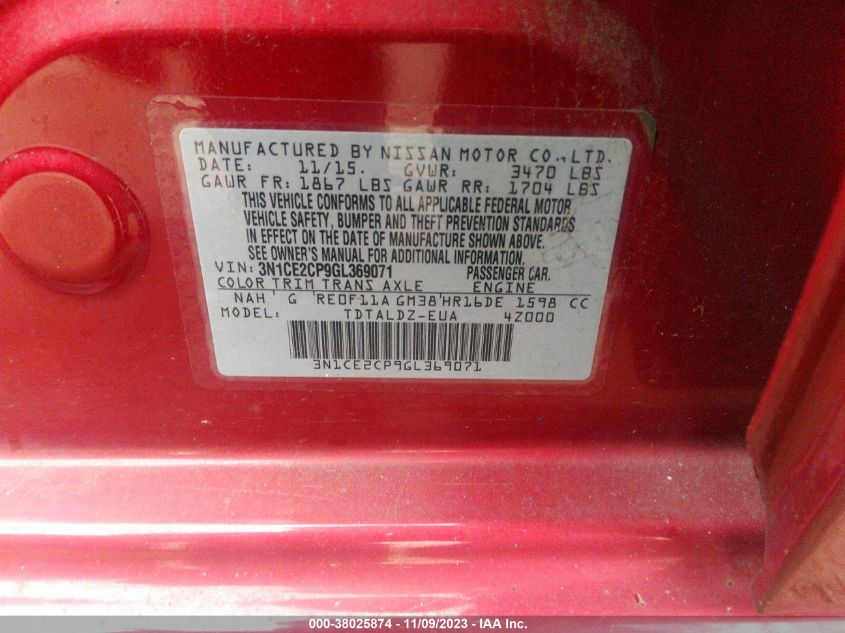 MANUFACTURED BY NISSAN MOTOR CO., LTD.
DATE: 11/15. GVWR: 3470 LBS
GAWR FR: 1867 LBS GAWR RR: 1704 LBS
THIS VEHICLE CONFORMS TO ALL APPLICABLE FEDERAL MOTOR
VEHICLE SAFETY, BUMPER AND THEFT PREVENTION STANDARDS
IN EFFECT ON THE DATE OF MANUFACTURE SHOWN ABOVE.
SEE OWNER'S MANUAL FOR ADDITIONAL INFORMATION.
VIN: 3N1CE2CP9GL369071 PASSENGER CAR.
COLOR TRIM TRANS AXLE ENGINE
NAH G RE0F11A GM38 HR16DE 1598 CC
MODEL: TDTALDZ-EUA 4Z000
3N1CE2CP9GL369071
000-38025874 - 11/09/2023 - IAA Inc.